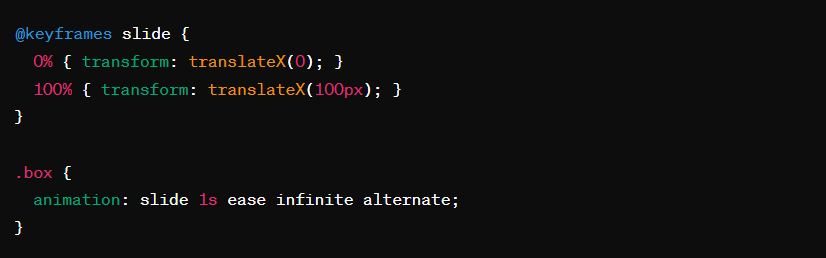 @keyframes slide {
  0% { transform: translateX(0); }
  100% { transform: translateX(100px); }
}

.box {
  animation: slide 1s ease infinite alternate;
}